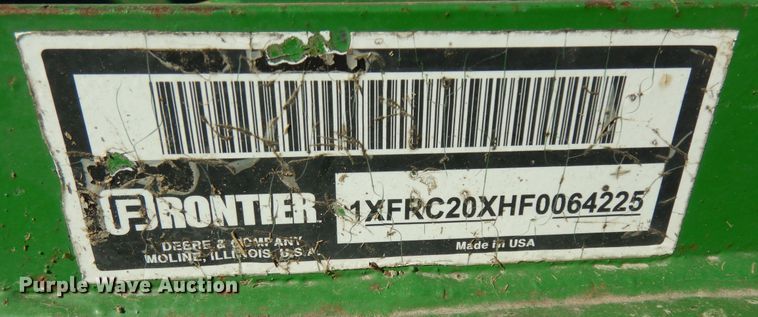 FRONTIER
1XFRC20XHF0064225
DEERE & COMPANY
MOLINE, ILLINOIS, U.S.A.
Made in USA
Purple Wave Auction